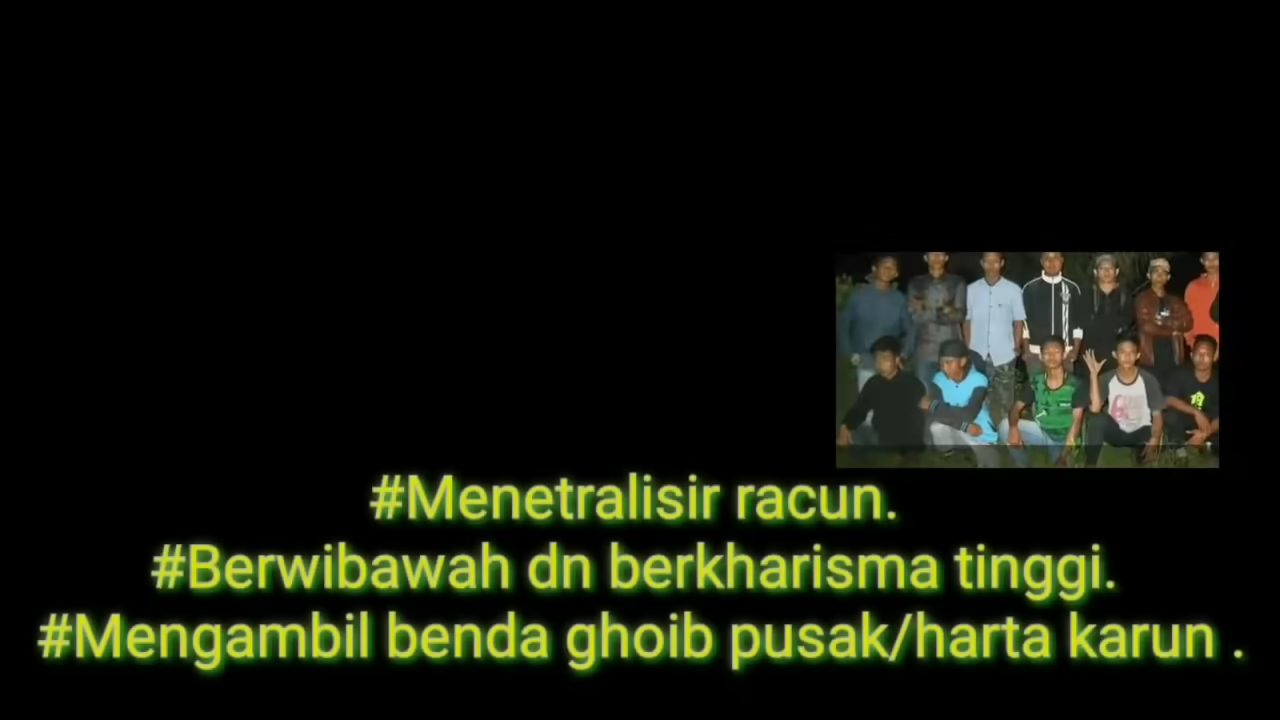 #Menetralisir racun.
#Berwibawah dn berkharisma tinggi.
#Mengambil benda ghoib pusak/harta karun .